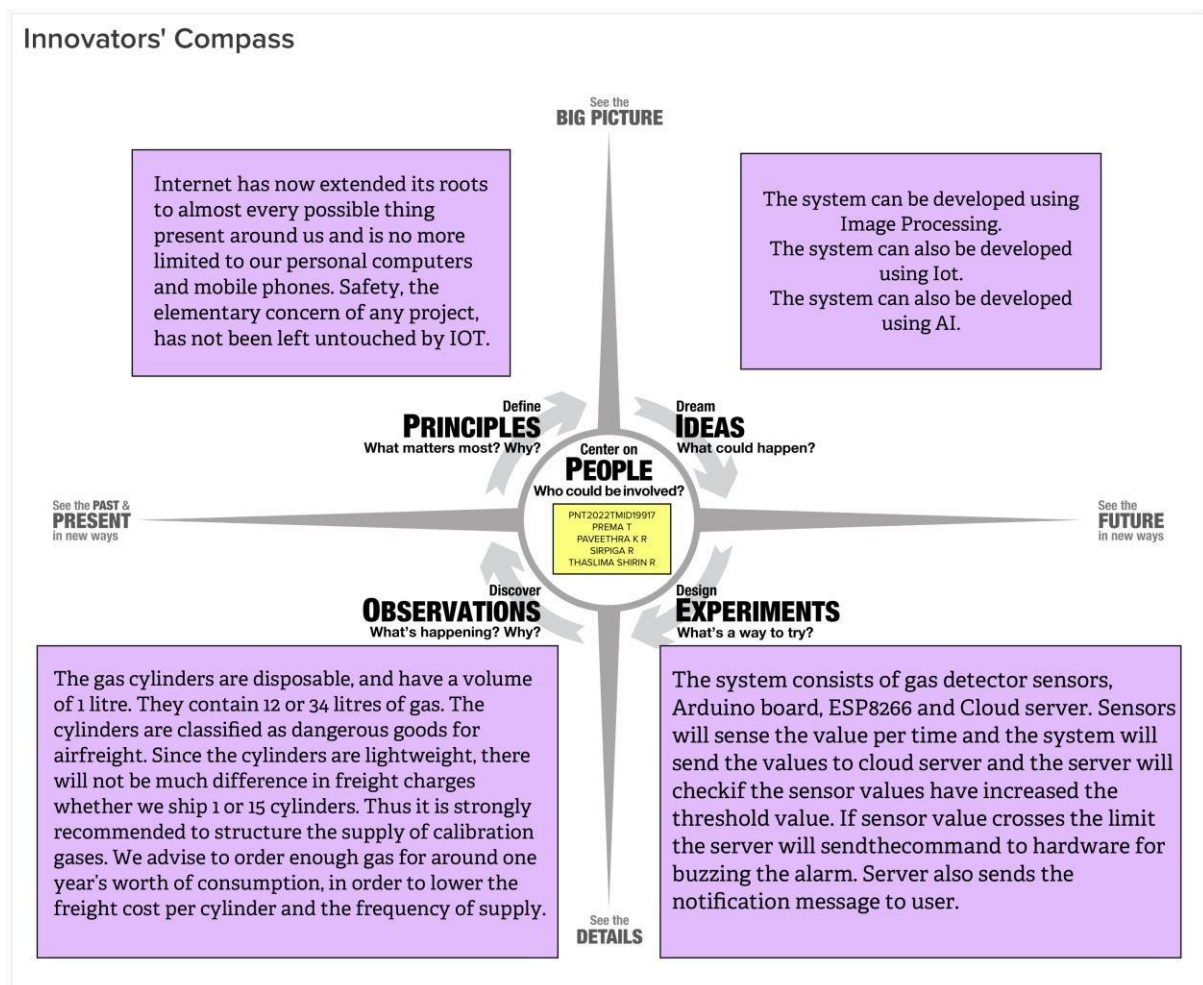 Innovators' Compass
See the
BIG PICTURE
Internet has now extended its roots
to almost every possible thing
present around us and is no more
limited to our personal computers
and mobile phones. Safety, the
elementary concern of any project,
has not been left untouched by IOT.
The system can be developed using
Image Processing.
The system can also be developed
using Iot.
The system can also be developed
using AI.
Define
PRINCIPLES
What matters most? Why?
Dream
IDEAS
What could happen?
Center on
PEOPLE
Who could be involved?
PNT2022TMID19917
PREMA T
PAVEETHRA K R
SIRPIGA R
THASLIMA SHIRIN R
See the PAST &
PRESENT
in new ways
See the
FUTURE
in new ways
Discover
OBSERVATIONS
What's happening? Why?
Design
EXPERIMENTS
What's a way to try?
The gas cylinders are disposable, and have a volume
of 1 litre. They contain 12 or 34 litres of gas. The
cylinders are classified as dangerous goods for
airfreight. Since the cylinders are lightweight, there
will not be much difference in freight charges
whether we ship 1 or 15 cylinders. Thus it is strongly
recommended to structure the supply of calibration
gases. We advise to order enough gas for around one
year's worth of consumption, in order to lower the
freight cost per cylinder and the frequency of supply.
The system consists of gas detector sensors,
Arduino board, ESP8266 and Cloud server. Sensors
will sense the value per time and the system will
send the values to cloud server and the server will
checkif the sensor values have increased the
threshold value. If sensor value crosses the limit
the server will sendthecommand to hardware for
buzzing the alarm. Server also sends the
notification message to user.
See the
DETAILS